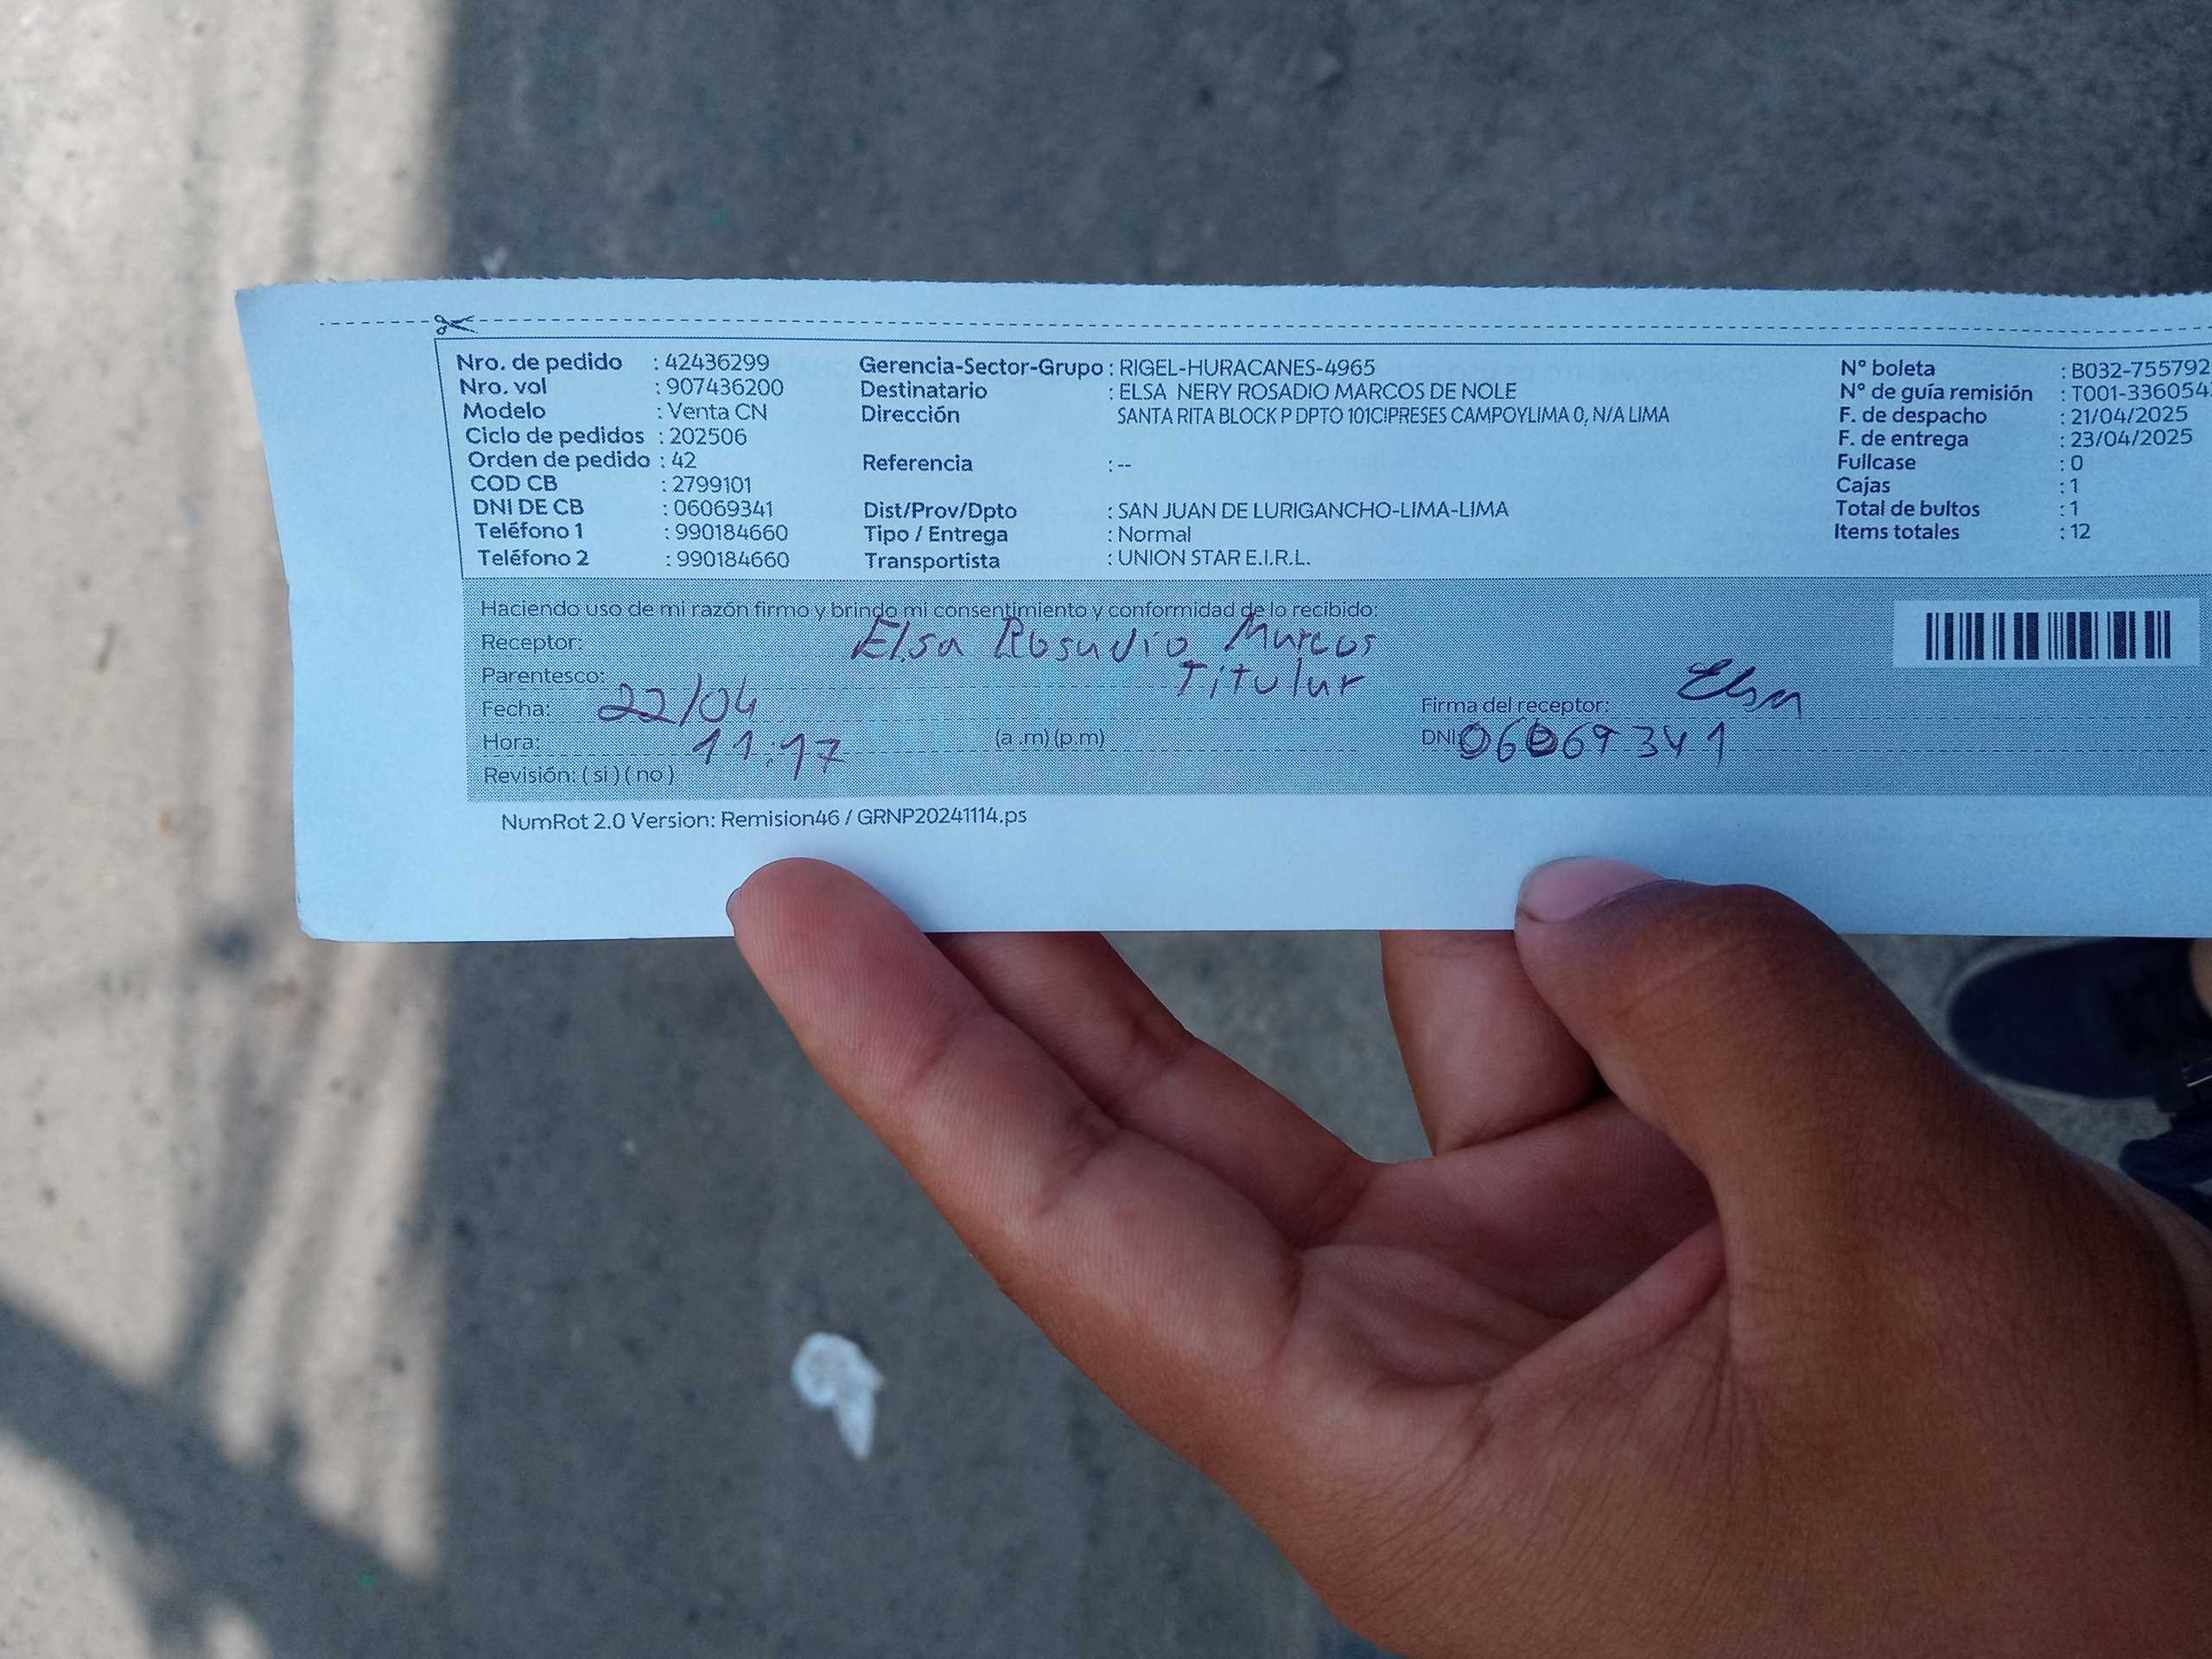 Nro. de pedido : 42436299 Gerencia-Sector-Grupo : RIGEL-HURACANES-4965 N° boleta : B032-755792
Nro. vol : 907436200 Destinatario : ELSA NERY ROSADIO MARCOS DE NOLE N° de guía remisión : T001-336054
Modelo : Venta CN Dirección SANTA RITA BLOCK P DPTO 101CIPRESES CAMPOYLIMA 0, N/A LIMA F. de despacho : 21/04/2025
Ciclo de pedidos : 202506 F. de entrega : 23/04/2025
Orden de pedido : 42 Referencia : -- Fullcase : 0
COD CB : 2799101 Cajas : 1
DNI DE CB : 06069341 Dist/Prov/Dpto : SAN JUAN DE LURIGANCHO-LIMA-LIMA Total de bultos : 1
Teléfono 1 : 990184660 Tipo / Entrega : Normal Items totales : 12
Teléfono 2 : 990184660 Transportista : UNION STAR E.I.R.L.
Haciendo uso de mi razón firmo y brindo mi consentimiento y conformidad de lo recibido:
Receptor: Elsa Rosadio Marcos
Parentesco: Titular
Fecha: 22/04 Firma del receptor: Elsa
Hora: 11:17 (a .m) (p.m) DNI 06069341
Revisión: ( si ) ( no )
NumRot 2.0 Version: Remision46 / GRNP20241114.ps